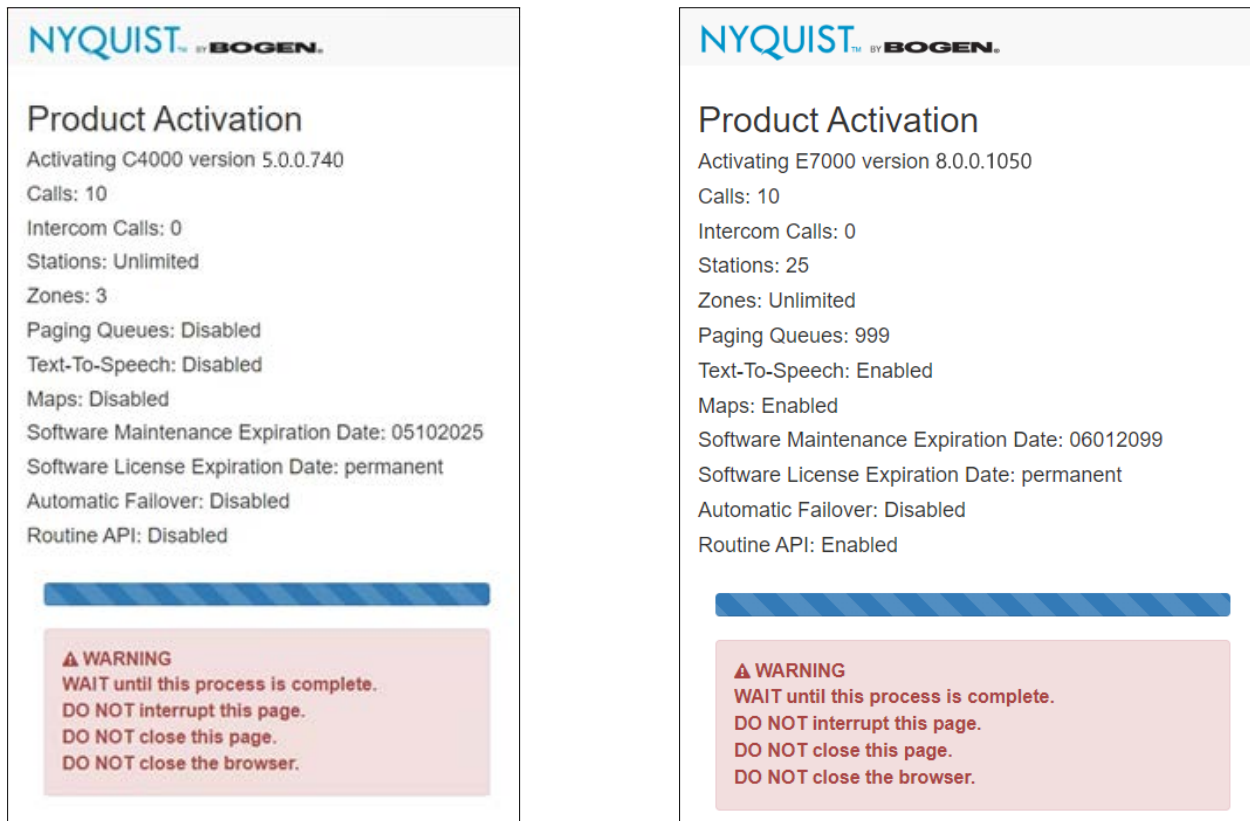 NYQUIST™ BY BOGEN®
Product Activation
Activating C4000 version 5.0.0.740
Calls: 10
Intercom Calls: 0
Stations: Unlimited
Zones: 3
Paging Queues: Disabled
Text-To-Speech: Disabled
Maps: Disabled
Software Maintenance Expiration Date: 05102025
Software License Expiration Date: permanent
Automatic Failover: Disabled
Routine API: Disabled
WARNING
WAIT until this process is complete.
DO NOT interrupt this page.
DO NOT close this page.
DO NOT close the browser.
NYQUIST™ BY BOGEN®
Product Activation
Activating E7000 version 8.0.0.1050
Calls: 10
Intercom Calls: 0
Stations: 25
Zones: Unlimited
Paging Queues: 999
Text-To-Speech: Enabled
Maps: Enabled
Software Maintenance Expiration Date: 06012099
Software License Expiration Date: permanent
Automatic Failover: Disabled
Routine API: Enabled
WARNING
WAIT until this process is complete.
DO NOT interrupt this page.
DO NOT close this page.
DO NOT close the browser.